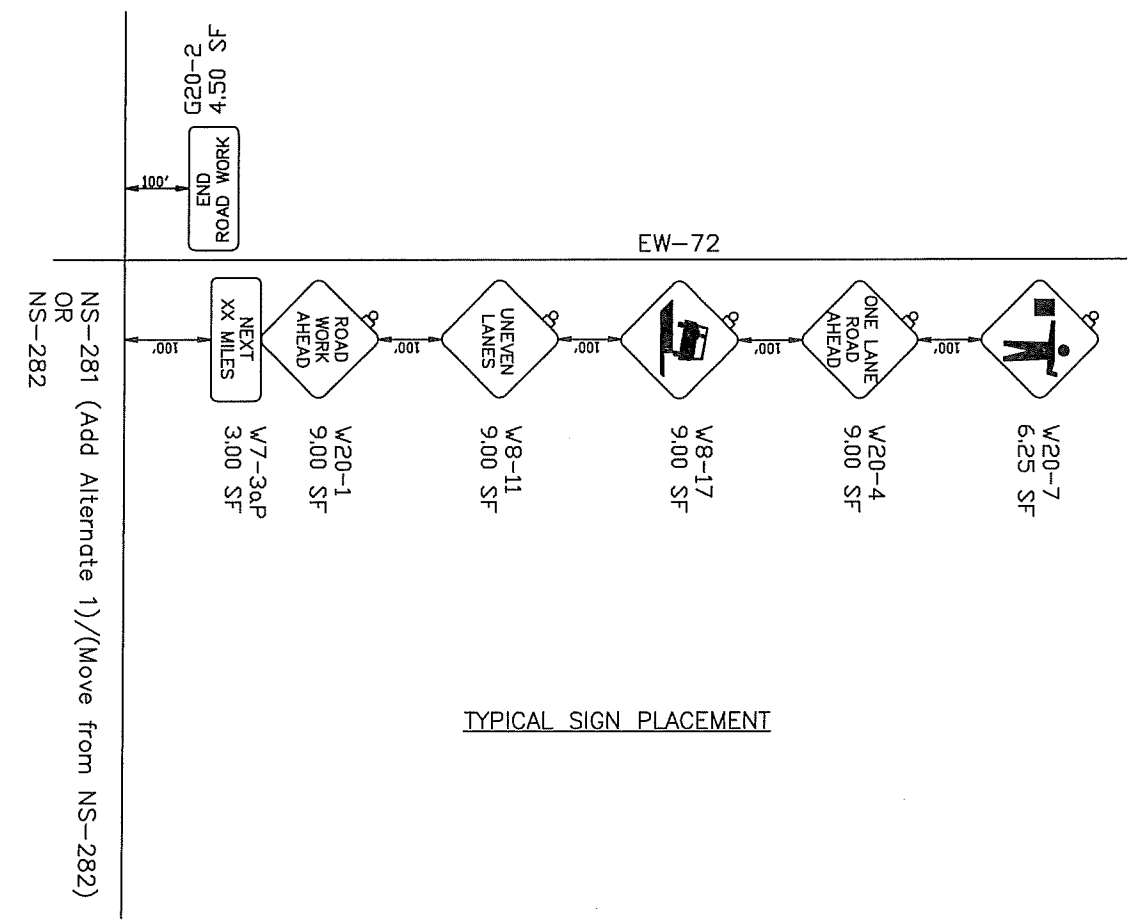 G20-2
4.50 SF
END
ROAD WORK
100'
EW-72
NEXT
XX MILES
ROAD
WORK
AHEAD
UNEVEN
LANES
ONE LANE
ROAD
AHEAD
100'
100'
100'
100'
100'
W7-3aP
3.00 SF
W20-1
9.00 SF
W8-11
9.00 SF
W8-17
9.00 SF
W20-4
9.00 SF
W20-7
6.25 SF
NS-281 (Add Alternate 1)/(Move from NS-282)
OR
NS-282
TYPICAL SIGN PLACEMENT